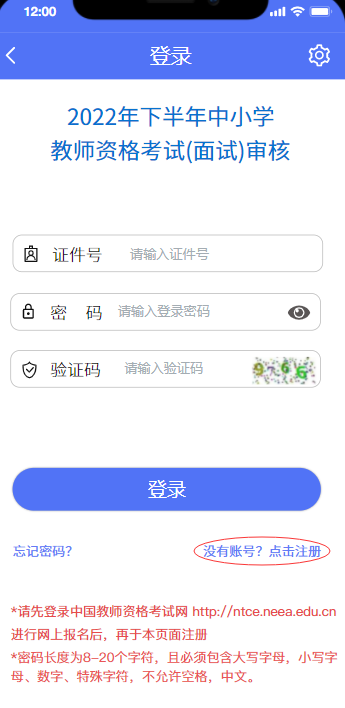 12:00
登录
2022年下半年中小学
教师资格考试(面试)审核
证件号 请输入证件号
密 码 请输入登录密码
验证码 请输入验证码
登录
忘记密码? 没有账号？点击注册
*请先登录中国教师资格考试网 http://ntce.neea.edu.cn
进行网上报名后，再于本页面注册
*密码长度为8-20个字符，且必须包含大写字母，小写字
母、数字、特殊字符，不允许空格，中文。